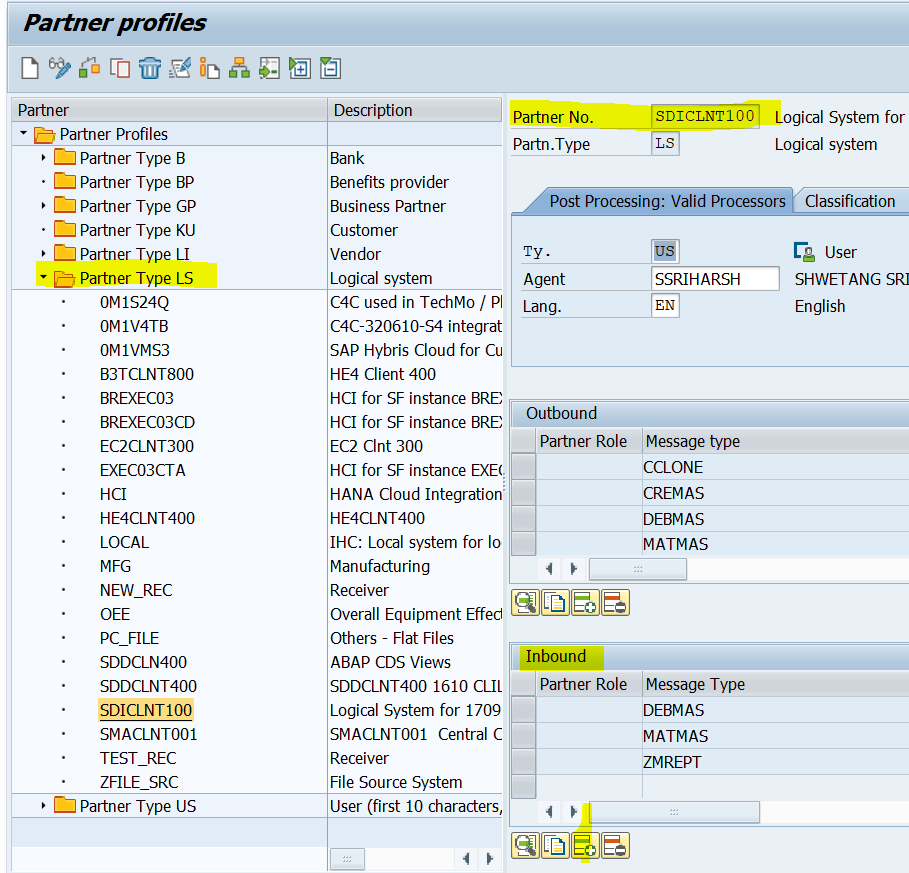 Partner profiles
Partner Description
Partner Profiles
Partner Type B Bank
Partner Type BP Benefits provider
Partner Type GP Business Partner
Partner Type KU Customer
Partner Type LI Vendor
Partner Type LS Logical system
0M1S24Q C4C used in TechMo / Pl
0M1V4TB C4C-320610-S4 integrat
0M1VMS3 SAP Hybris Cloud for Cu
B3TCLNT800 HE4 Client 400
BREXEC03 HCI for SF instance BREX
BREXEC03CD HCI for SF instance BREX
EC2CLNT300 EC2 Clnt 300
EXEC03CTA HCI for SF instance EXEC
HCI HANA Cloud Integration
HE4CLNT400 HE4CLNT400
LOCAL IHC: Local system for lo
MFG Manufacturing
NEW_REC Receiver
OEE Overall Equipment Effect
PC_FILE Others - Flat Files
SDDCLN400 ABAP CDS Views
SDDCLNT400 SDDCLNT400 1610 CLIL
SDICLNT100 Logical System for 1709
SMACLNT001 SMACLNT001 Central C
TEST_REC Receiver
ZFILE_SRC File Source System
Partner Type US User (first 10 characters,
Partner No. SDICLNT100 Logical System for
Partn.Type LS Logical system
Post Processing: Valid Processors Classification
Ty. US User
Agent SSRIHARSH SHWETANG SRI
Lang. EN English
Outbound
Partner Role Message type
CCLONE
CREMAS
DEBMAS
MATMAS
Inbound
Partner Role Message Type
DEBMAS
MATMAS
ZMREPT